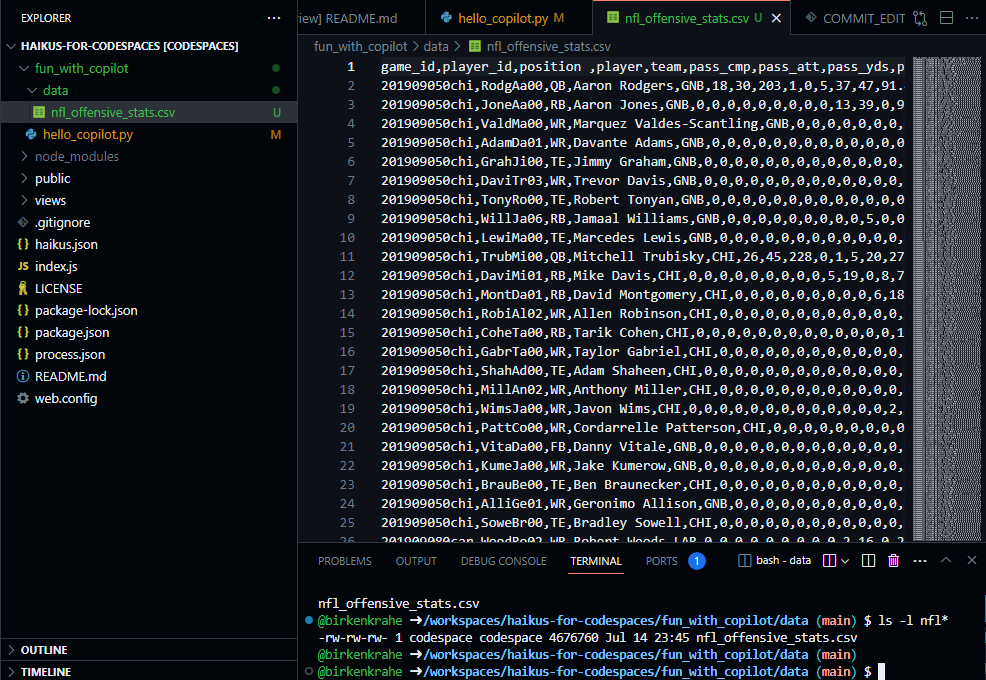 EXPLORER
HAIKUS-FOR-CODESPACES [CODESPACES]
fun_with_copilot
data
nfl_offensive_stats.csv U
hello_copilot.py M
node_modules
public
views
.gitignore
haikus.json
JS index.js
LICENSE
package-lock.json
package.json
process.json
README.md
web.config
OUTLINE
TIMELINE
iew] README.md
hello_copilot.py M
nfl_offensive_stats.csv U
COMMIT_EDIT
fun_with_copilot > data > nfl_offensive_stats.csv
1 game_id,player_id,position ,player,team,pass_cmp,pass_att,pass_yds,p
2 201909050chi,RodgAa00,QB,Aaron Rodgers,GNB,18,30,203,1,0,5,37,47,91.
3 201909050chi,JoneAa00,RB,Aaron Jones,GNB,0,0,0,0,0,0,0,0,13,39,0,9
4 201909050chi,ValdMa00,WR,Marquez Valdes-Scantling,GNB,0,0,0,0,0,0,0,
5 201909050chi,AdamDa01,WR,Davante Adams,GNB,0,0,0,0,0,0,0,0,0,0,0,0
6 201909050chi,GrahJi00,TE,Jimmy Graham,GNB,0,0,0,0,0,0,0,0,0,0,0,0,
7 201909050chi,DaviTr03,WR,Trevor Davis,GNB,0,0,0,0,0,0,0,0,0,0,0,0,
8 201909050chi,TonyRo00,TE,Robert Tonyan,GNB,0,0,0,0,0,0,0,0,0,0,0,0
9 201909050chi,WillJa06,RB,Jamaal Williams,GNB,0,0,0,0,0,0,0,0,5,0,0
10 201909050chi,LewiMa00,TE,Marcedes Lewis,GNB,0,0,0,0,0,0,0,0,0,0,0,
11 201909050chi,TrubMi00,QB,Mitchell Trubisky,CHI,26,45,228,0,1,5,20,27
12 201909050chi,DaviMi01,RB,Mike Davis,CHI,0,0,0,0,0,0,0,0,5,19,0,8,7
13 201909050chi,MontDa01,RB,David Montgomery,CHI,0,0,0,0,0,0,0,0,6,18
14 201909050chi,RobiAl02,WR,Allen Robinson,CHI,0,0,0,0,0,0,0,0,0,0,0,
15 201909050chi,CoheTa00,RB,Tarik Cohen,CHI,0,0,0,0,0,0,0,0,0,0,0,1
16 201909050chi,GabrTa00,WR,Taylor Gabriel,CHI,0,0,0,0,0,0,0,0,0,0,0,
17 201909050chi,ShahAd00,TE,Adam Shaheen,CHI,0,0,0,0,0,0,0,0,0,0,0,0,
18 201909050chi,MillAn02,WR,Anthony Miller,CHI,0,0,0,0,0,0,0,0,0,0,0,
19 201909050chi,WimsJa00,WR,Javon Wims,CHI,0,0,0,0,0,0,0,0,0,0,0,0,2,
20 201909050chi,PattCo00,WR,Cordarrelle Patterson,CHI,0,0,0,0,0,0,0,0
21 201909050chi,VitaDa00,FB,Danny Vitale,GNB,0,0,0,0,0,0,0,0,0,0,0,0,
22 201909050chi,KumeJa00,WR,Jake Kumerow,GNB,0,0,0,0,0,0,0,0,0,0,0,0,
23 201909050chi,BrauBe00,TE,Ben Braunecker,CHI,0,0,0,0,0,0,0,0,0,0,0,
24 201909050chi,AlliGe01,WR,Geronimo Allison,GNB,0,0,0,0,0,0,0,0,0,0,
25 201909050chi,SoweBr00,TE,Bradley Sowell,CHI,0,0,0,0,0,0,0,0,0,0,0,
PROBLEMS OUTPUT DEBUG CONSOLE TERMINAL PORTS 1 bash - data
nfl_offensive_stats.csv
@birkenkrahe ➜/workspaces/haikus-for-codespaces/fun_with_copilot/data (main) $ ls -l nfl*
-rw-rw-rw- 1 codespace codespace 4676760 Jul 14 23:45 nfl_offensive_stats.csv
@birkenkrahe ➜/workspaces/haikus-for-codespaces/fun_with_copilot/data (main)
@birkenkrahe ➜/workspaces/haikus-for-codespaces/fun_with_copilot/data (main) $